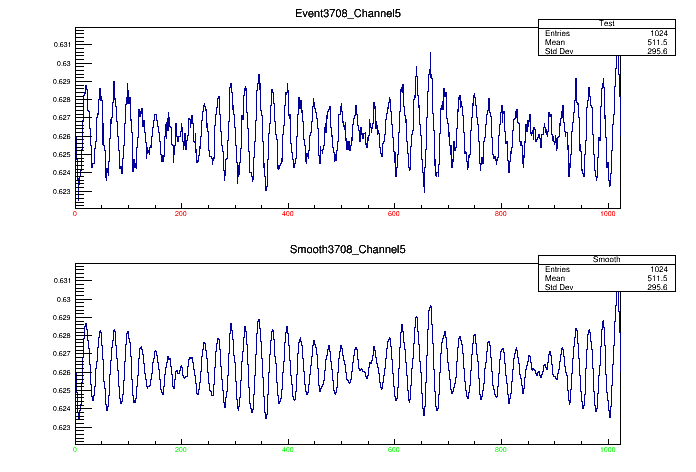 Event3708_Channel5
Test
Entries 1024
Mean 511.5
Std Dev 295.6
0.631
0.63
0.629
0.628
0.627
0.626
0.625
0.624
0.623
0 200 400 600 800 1000
Smooth3708_Channel5
Smooth
Entries 1024
Mean 511.5
Std Dev 295.6
0.631
0.63
0.629
0.628
0.627
0.626
0.625
0.624
0.623
0 200 400 600 800 1000